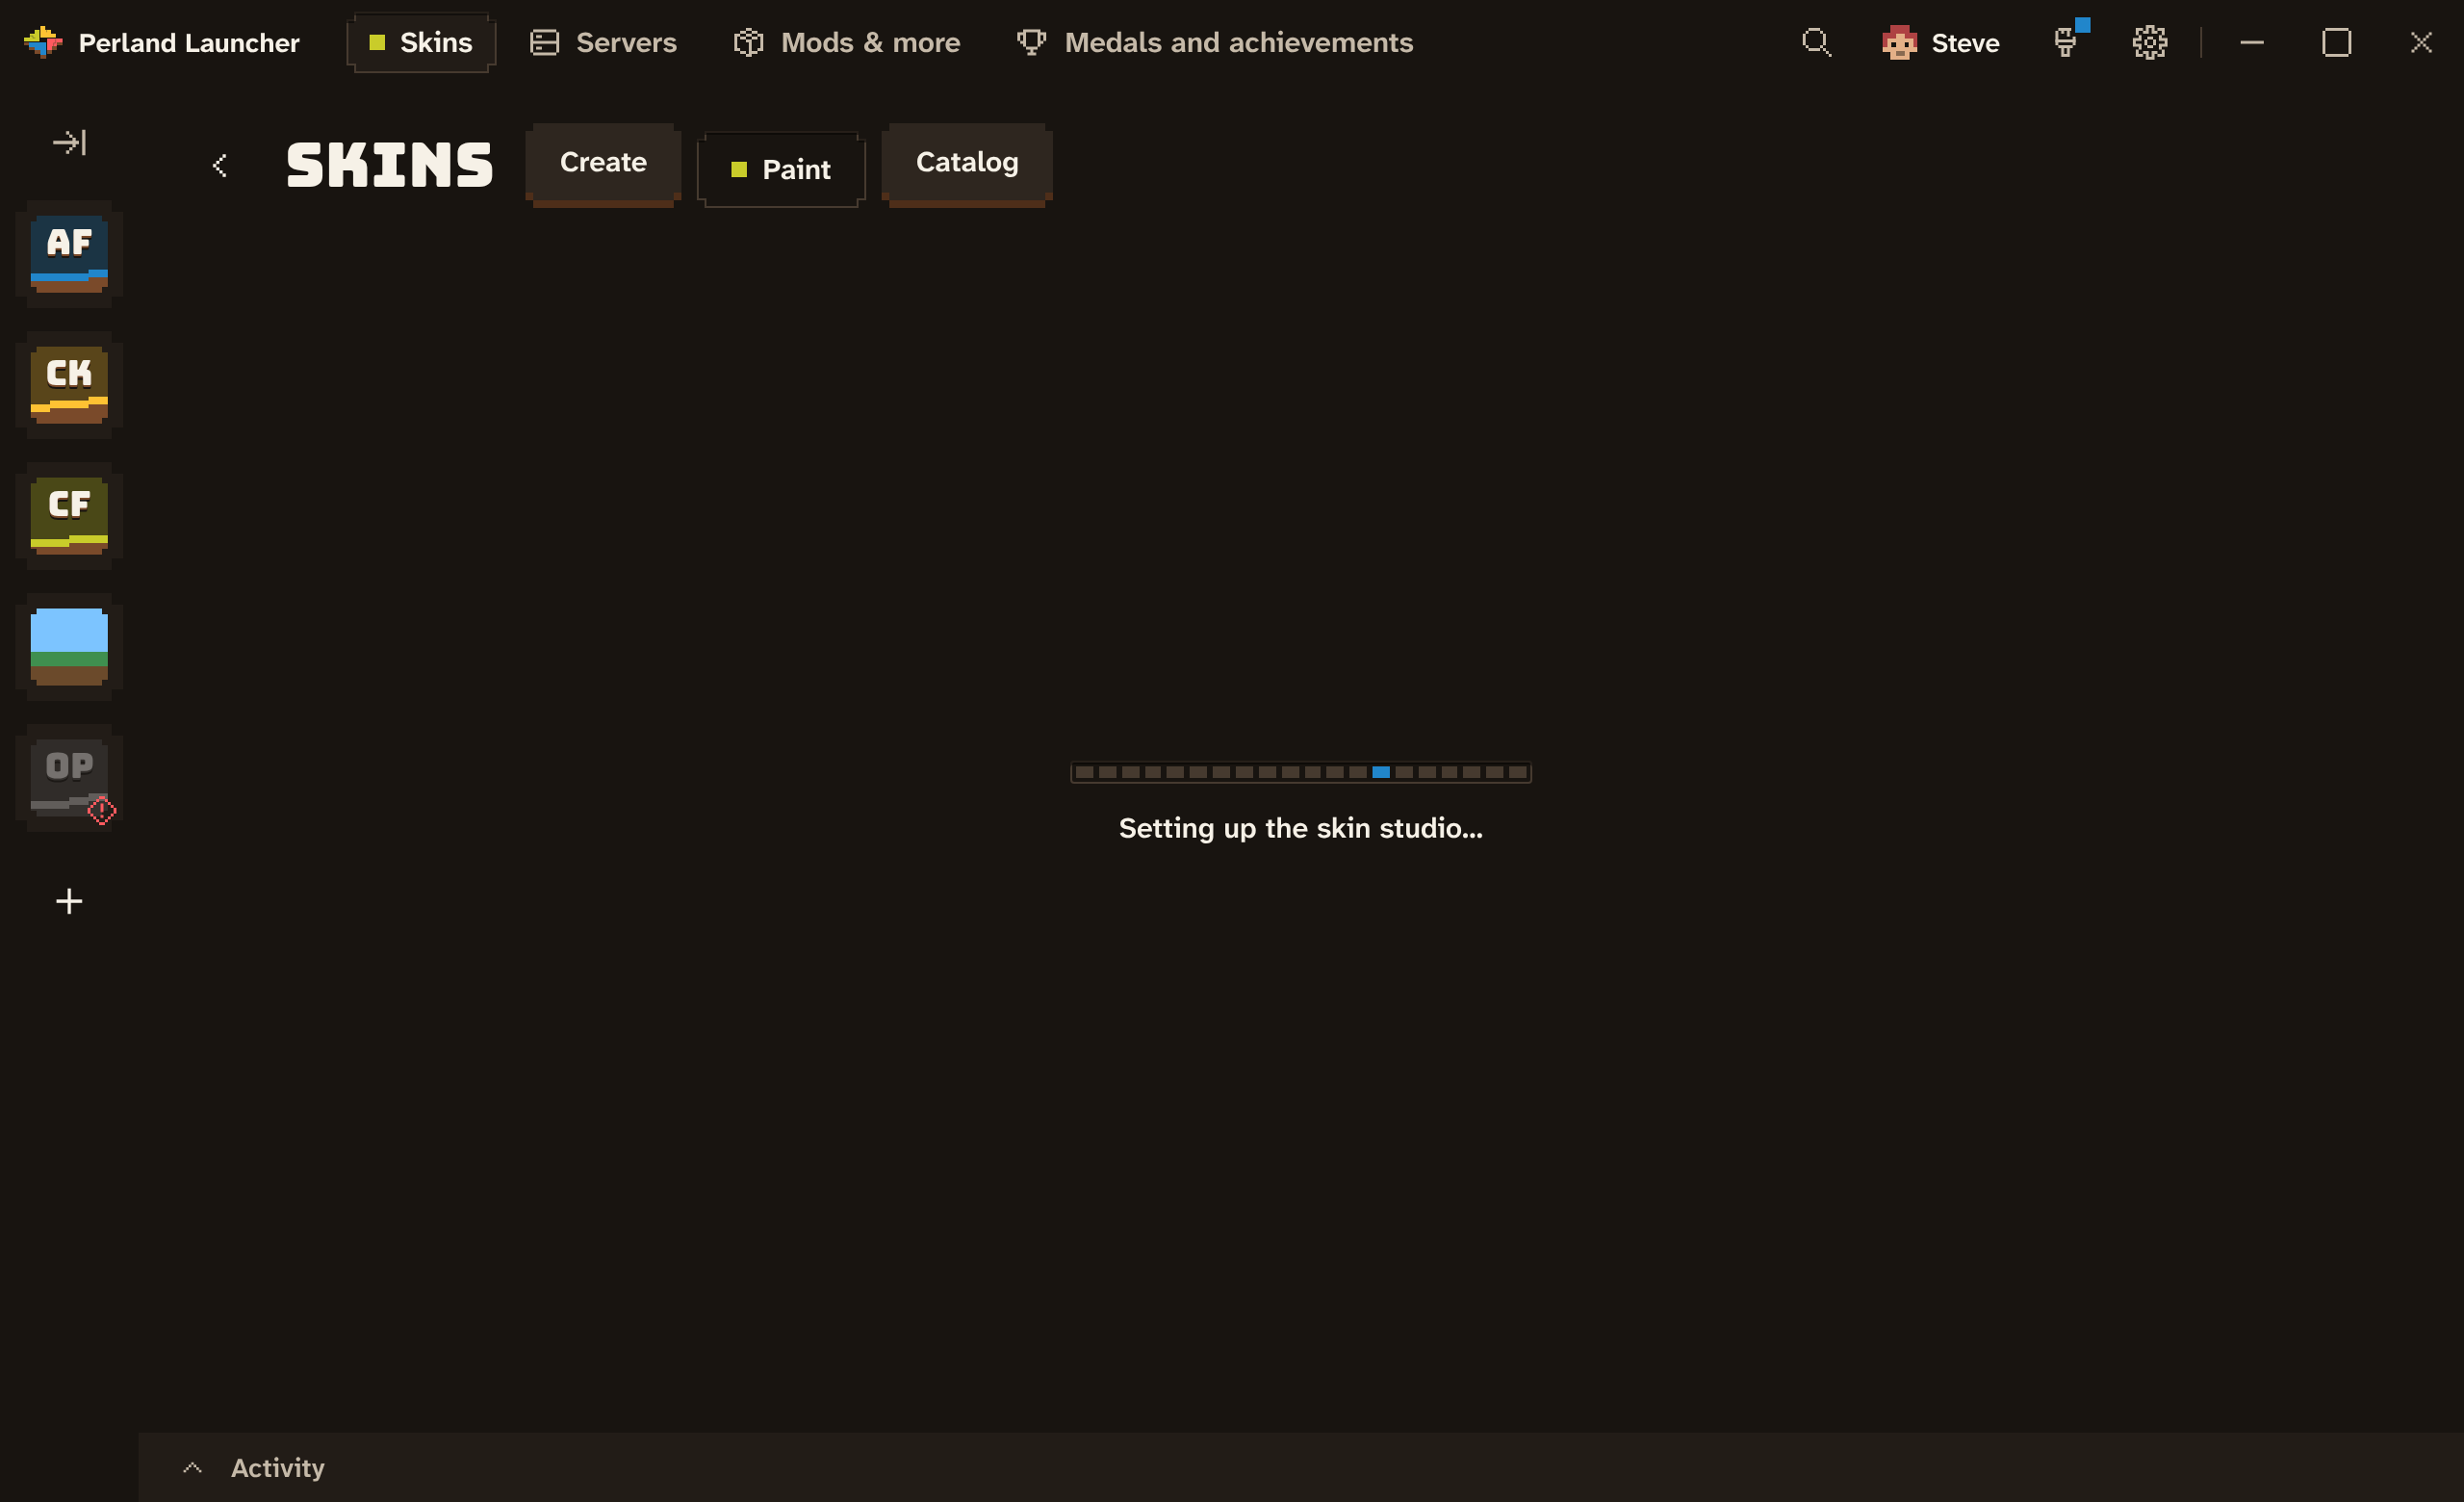 Perland Launcher
Skins
Servers
Mods & more
Medals and achievements
Steve
SKINS
Create
Paint
Catalog
AF
CK
CF
OP
Setting up the skin studio...
Activity